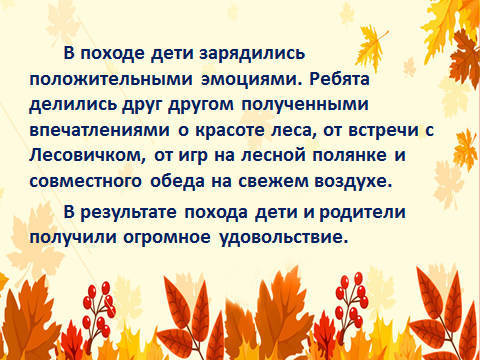 В походе дети зарядились
положительными эмоциями. Ребята
делились друг другом полученными
впечатлениями о красоте леса, от встречи с
Лесовичком, от игр на лесной полянке и
совместного обеда на свежем воздухе.
В результате похода дети и родители
получили огромное удовольствие.